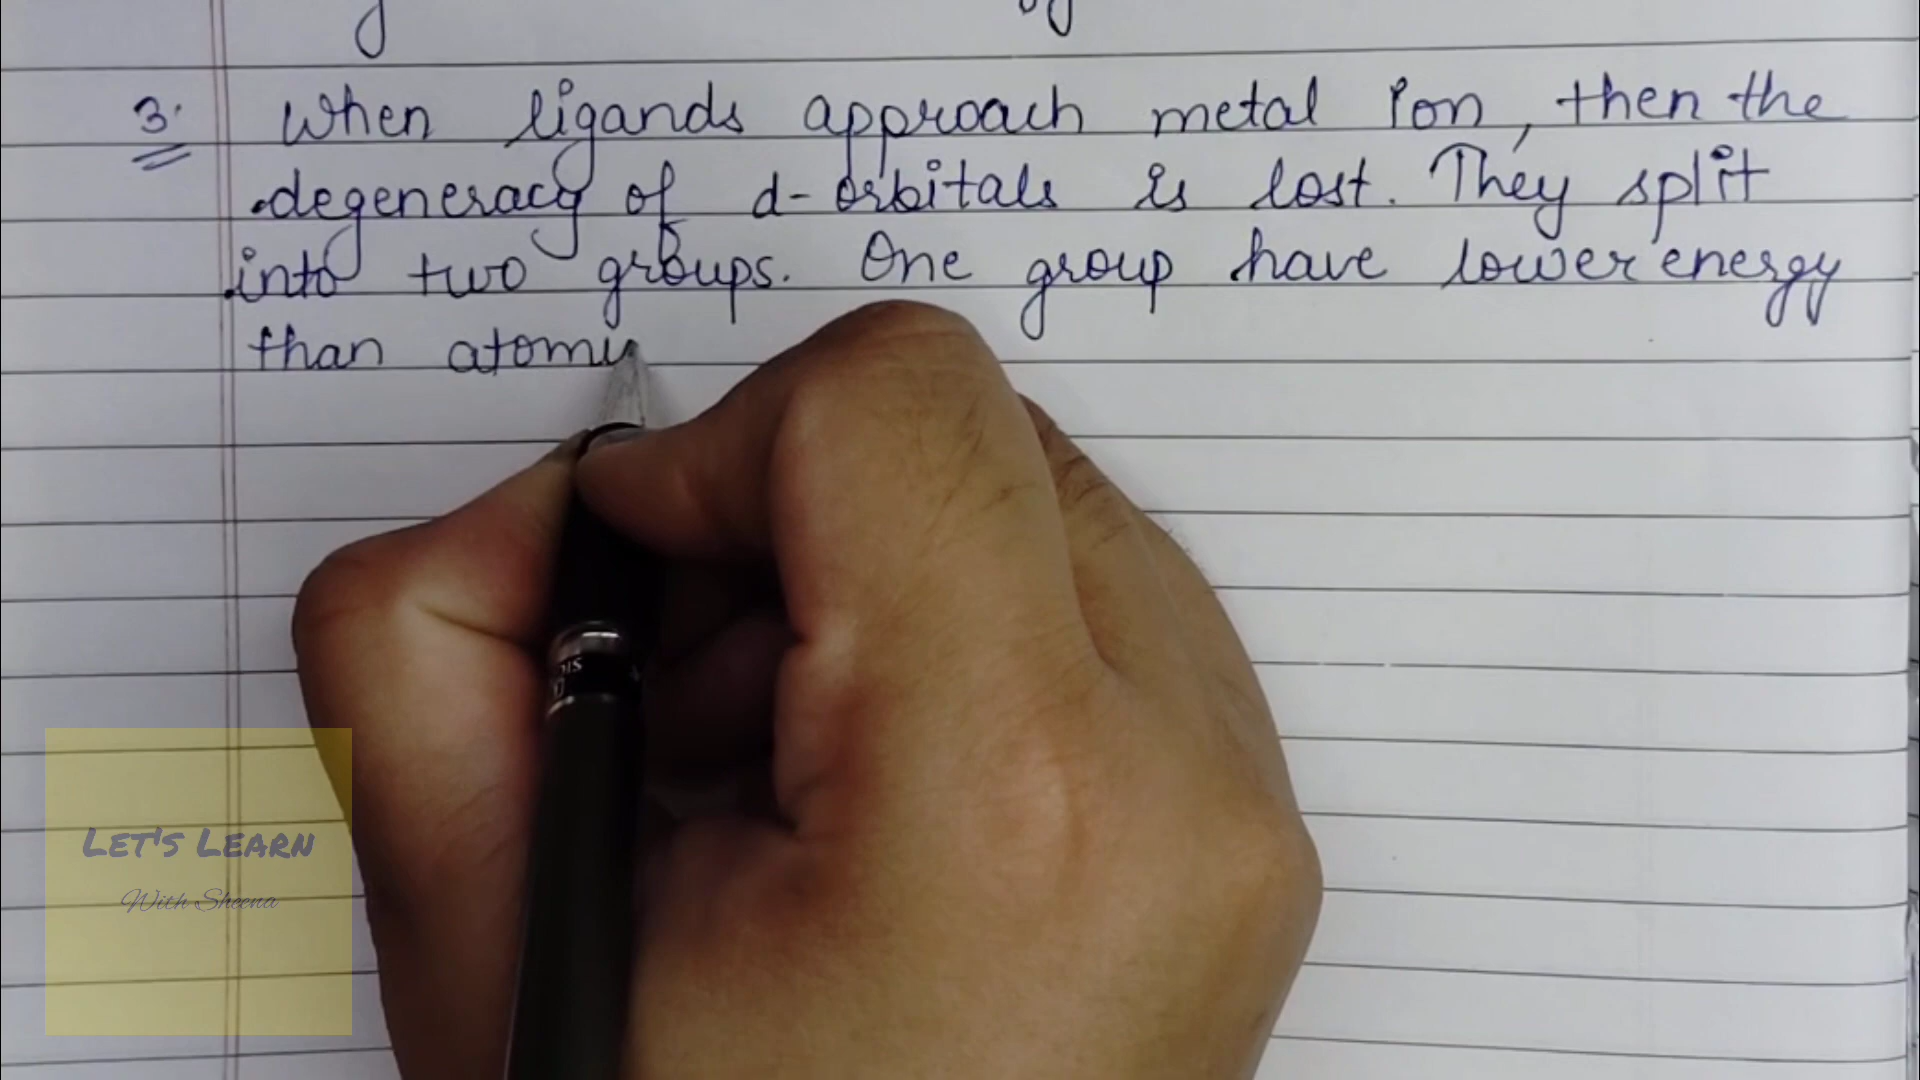 3. When ligands approach metal ion, then the
degeneracy of d-orbitals is lost. They split
into two groups. One group have lower energy
than atomi
LET'S LEARN
With Sheena